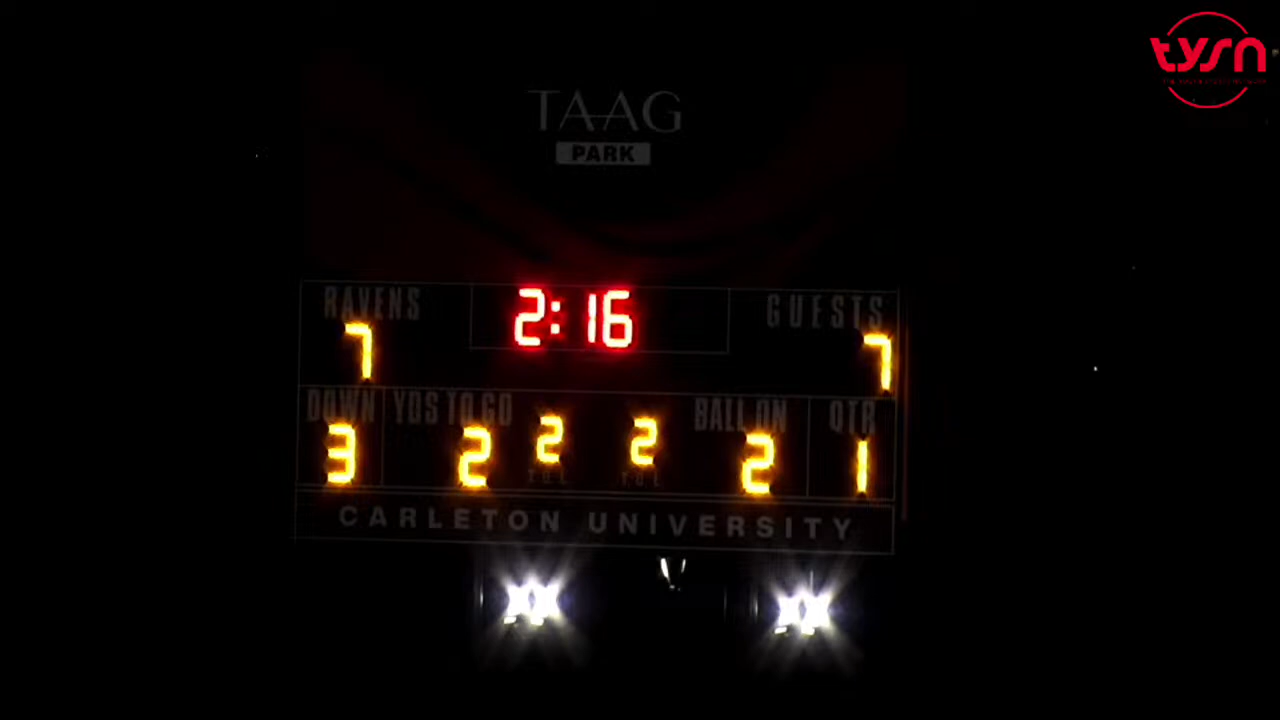 tysn
TAAG
PARK
RAVENS 2:16 GUESTS
7 7
DOWN YDS TO GO BALL ON QTR
3 2 2 2 2 1
T.O.L T.O.L
CARLETON UNIVERSITY